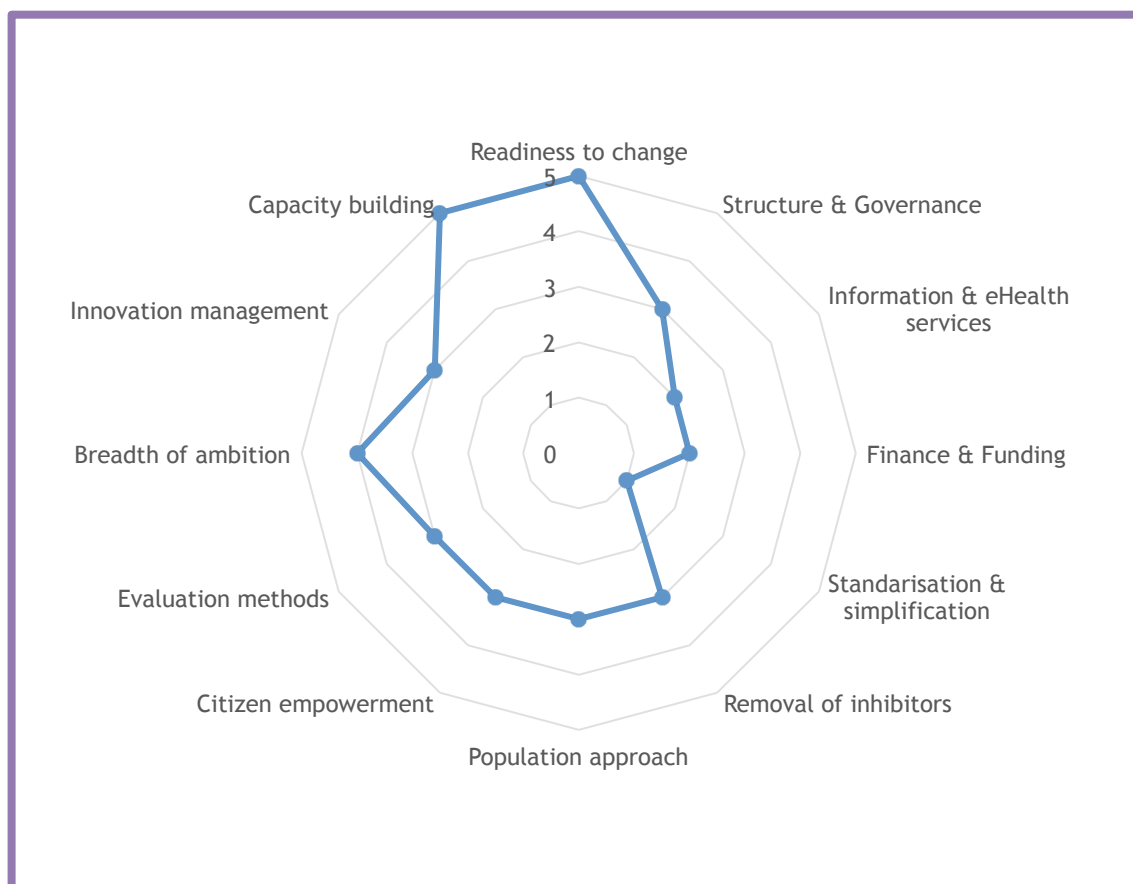 Readiness to change
5
Capacity building
Structure & Governance
4
Innovation management
Information & eHealth
services
3
2
1
Breadth of ambition
0
Finance & Funding
Evaluation methods
Standarisation &
simplification
Citizen empowerment
Removal of inhibitors
Population approach